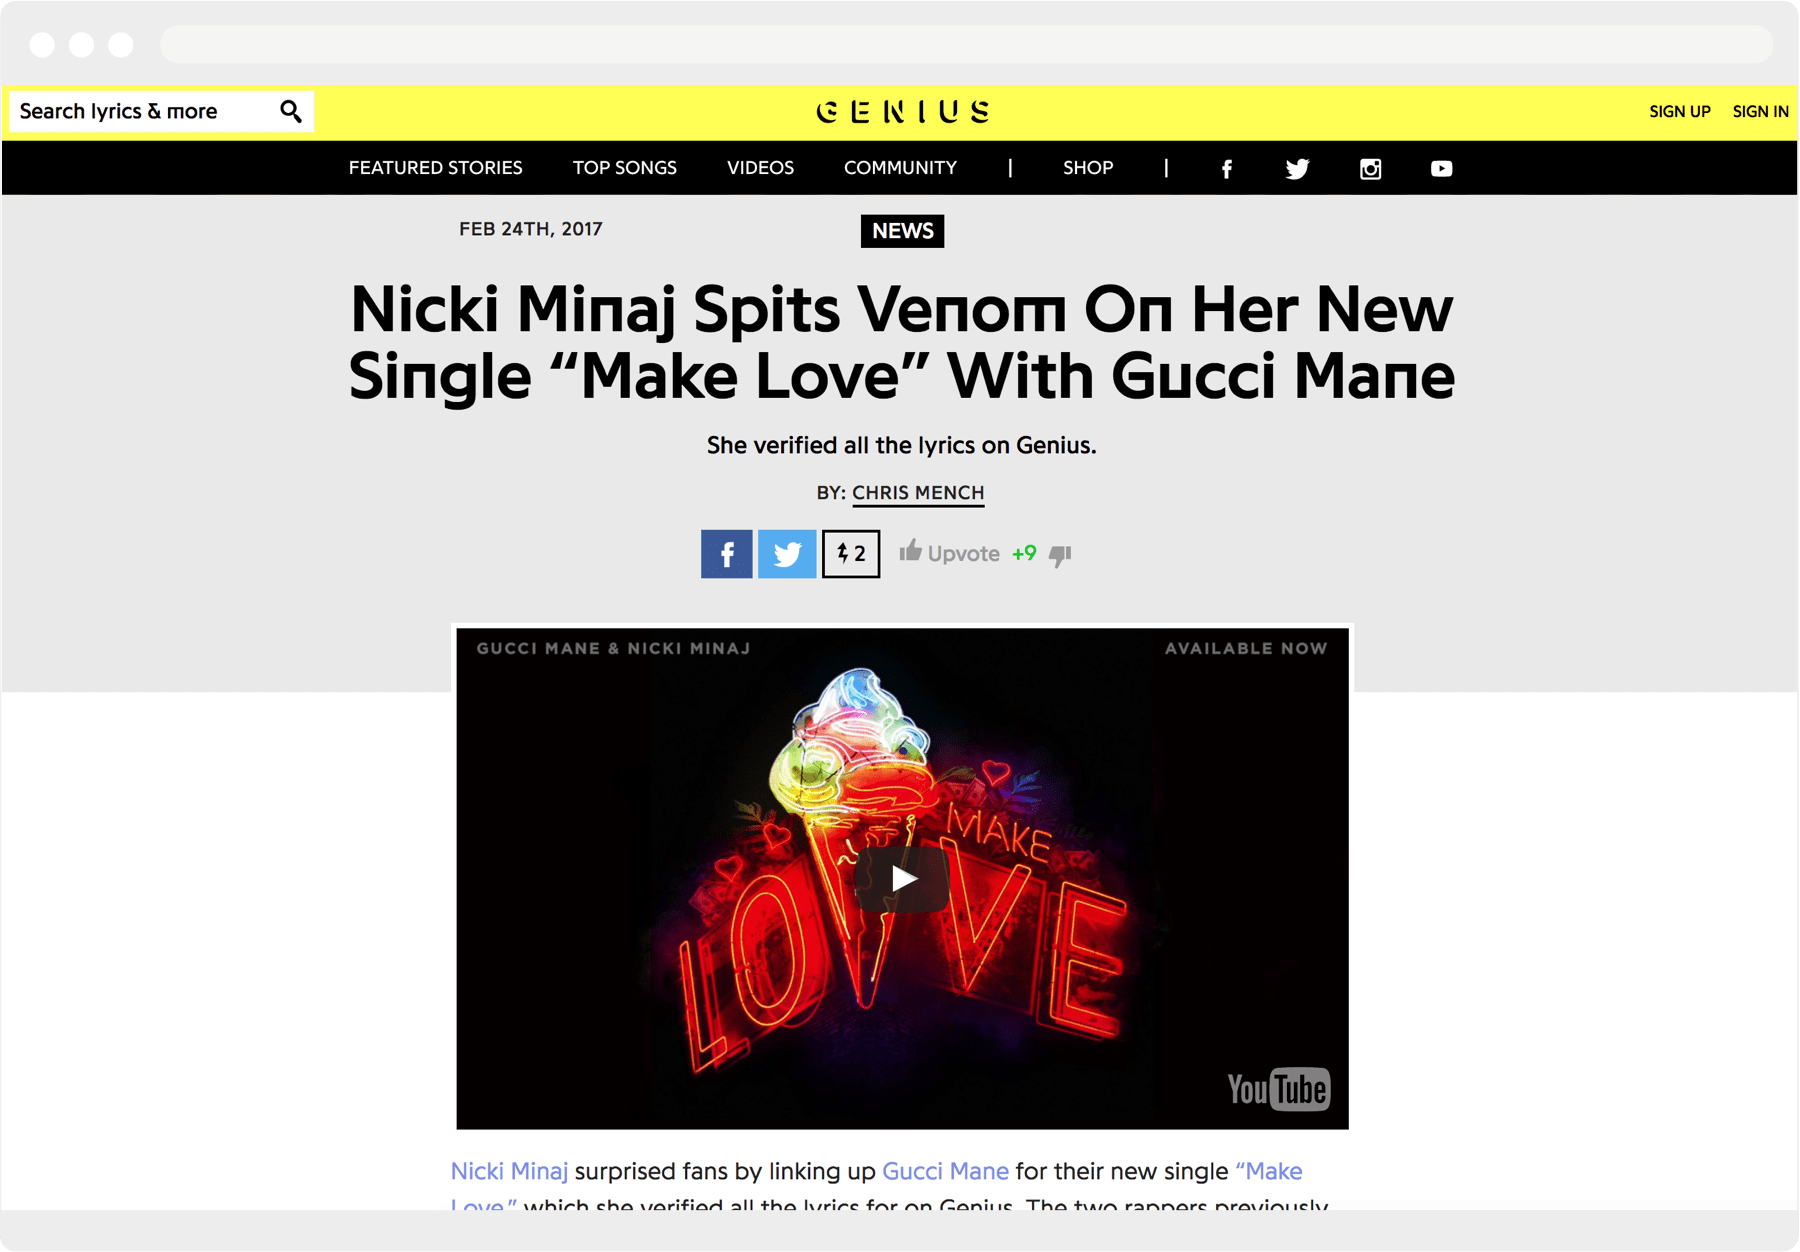 Search lyrics & more
GENIUS
SIGN UP SIGN IN
FEATURED STORIES TOP SONGS VIDEOS COMMUNITY | SHOP |
FEB 24TH, 2017
NEWS
Nicki Minaj Spits Venom On Her New
Single “Make Love” With Gucci Mane
She verified all the lyrics on Genius.
BY: CHRIS MENCH
2 Upvote +9
GUCCI MANE & NICKI MINAJ
AVAILABLE NOW
MAKE
LOVE
YouTube
Nicki Minaj surprised fans by linking up Gucci Mane for their new single “Make
Love,” which she verified all the lyrics for on Genius. The two rappers previously